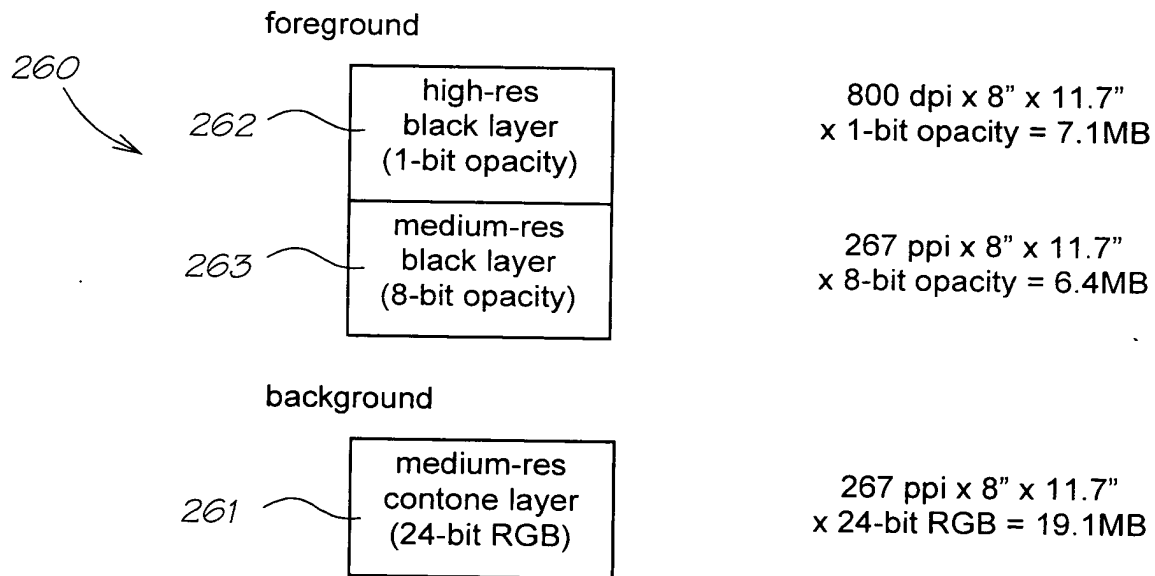 foreground
260
262
high-res
black layer
(1-bit opacity)
800 dpi x 8” x 11.7”
x 1-bit opacity = 7.1MB
263
medium-res
black layer
(8-bit opacity)
267 ppi x 8” x 11.7”
x 8-bit opacity = 6.4MB
background
261
medium-res
contone layer
(24-bit RGB)
267 ppi x 8” x 11.7”
x 24-bit RGB = 19.1MB